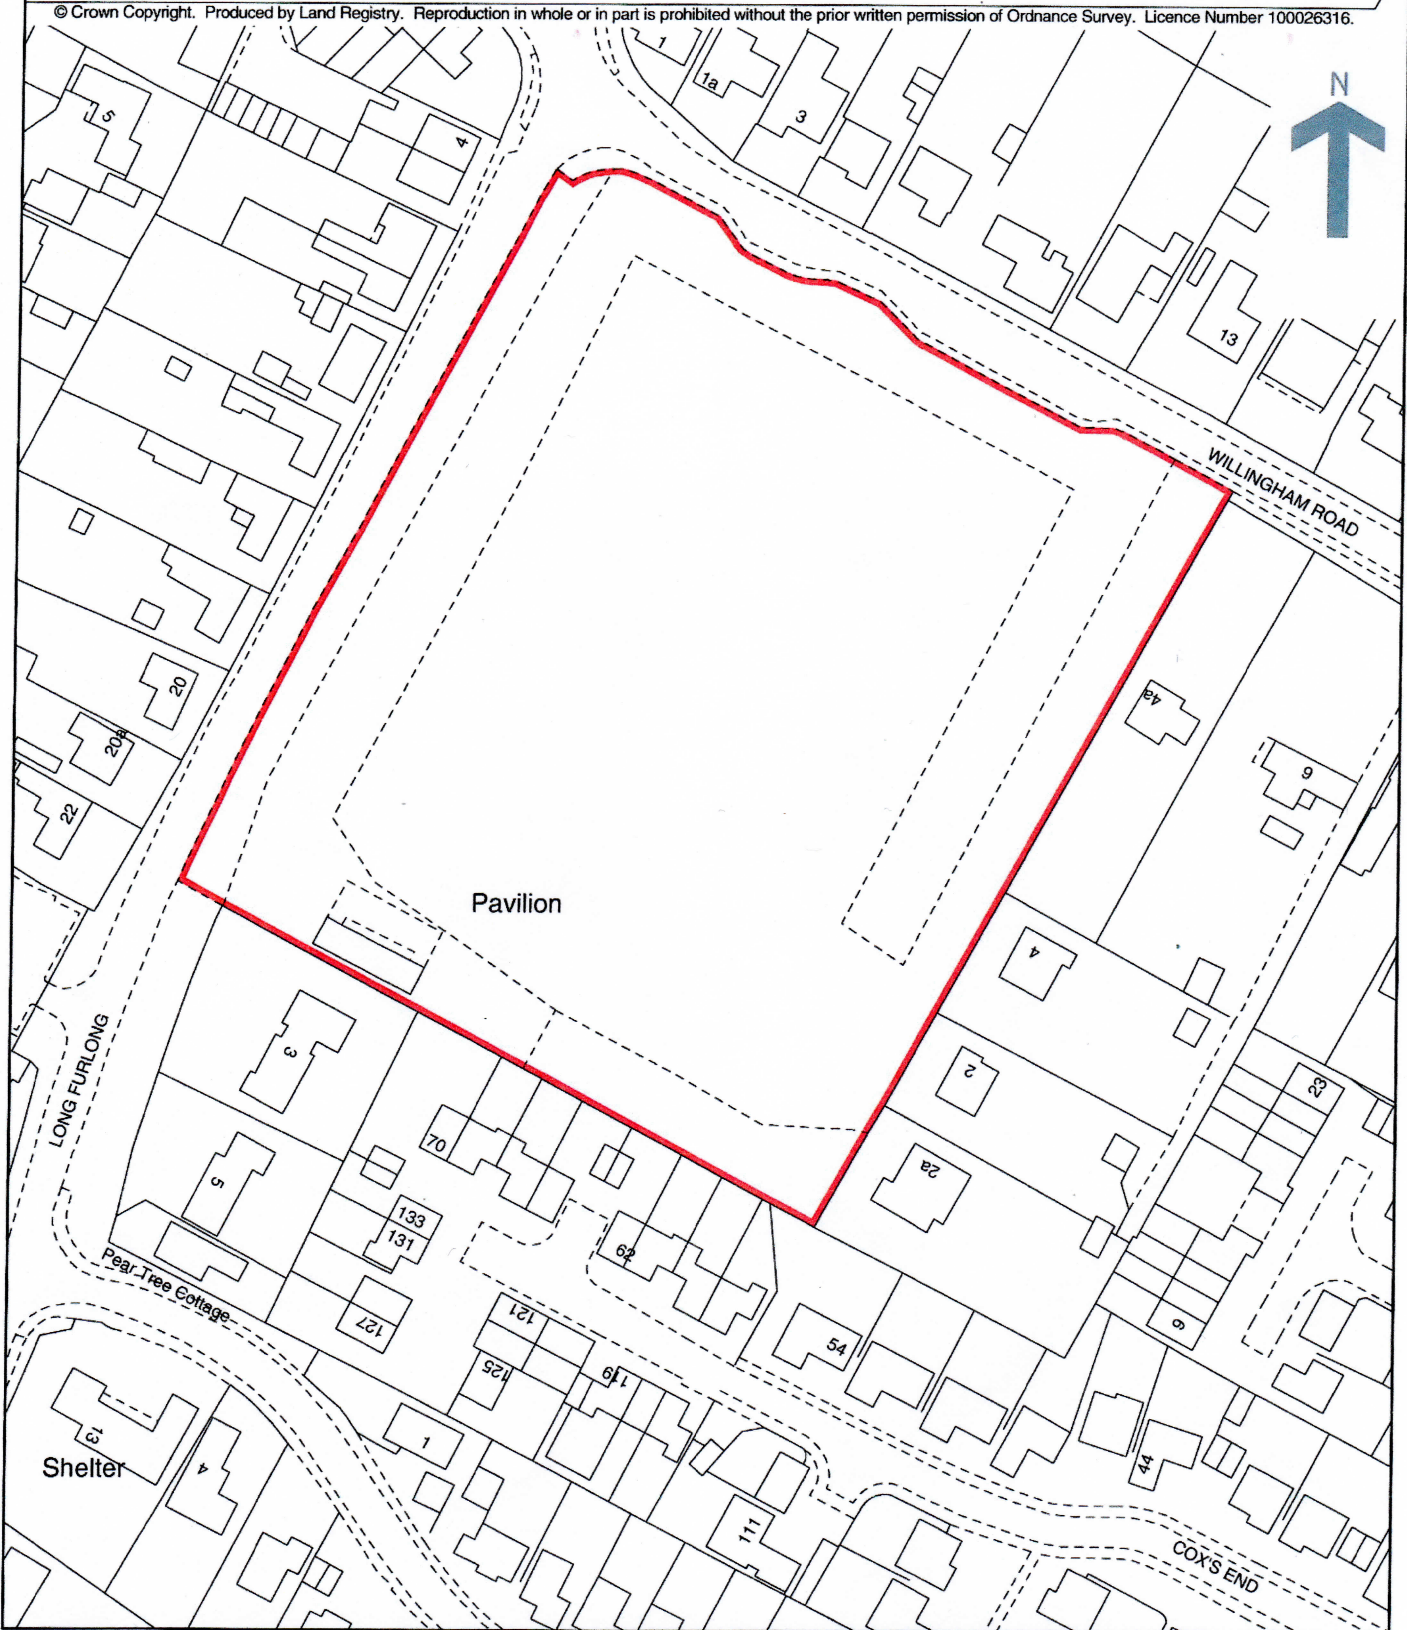 © Crown Copyright. Produced by Land Registry. Reproduction in whole or in part is prohibited without the prior written permission of Ordnance Survey. Licence Number 100026316.
N
1
1a
3
5
4
13
WILLINGHAM ROAD
20
20a
22
4a
6
Pavilion
4
2
2a
23
LONG FURLONG
3
5
70
133
131
127
62
Pear Tree Cottage
121
125
119
54
9
13
Shelter
4
1
111
44
COX'S END